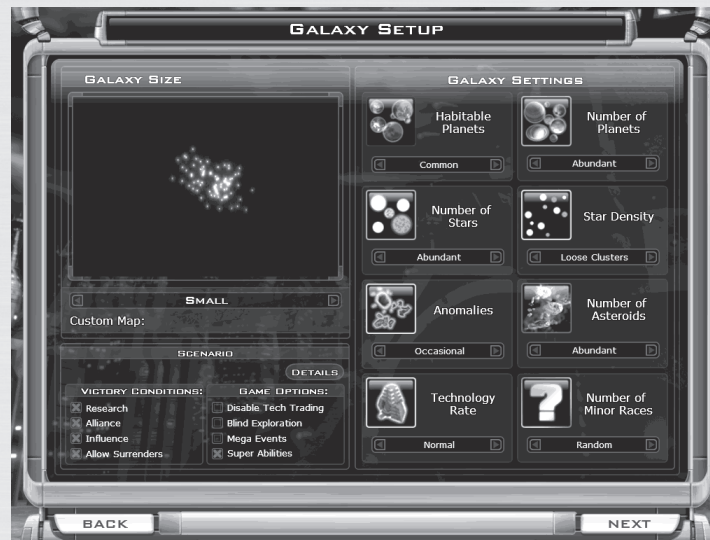 GALAXY SETUP
GALAXY SIZE
SMALL
Custom Map:
SCENARIO
DETAILS
VICTORY CONDITIONS:
Research
Alliance
Influence
Allow Surrenders
GAME OPTIONS:
Disable Tech Trading
Blind Exploration
Mega Events
Super Abilities
GALAXY SETTINGS
Habitable
Planets
Common
Number of
Planets
Abundant
Number of
Stars
Abundant
Star Density
Loose Clusters
Anomalies
Occasional
Number of
Asteroids
Abundant
Technology
Rate
Normal
Number of
Minor Races
Random
BACK
NEXT